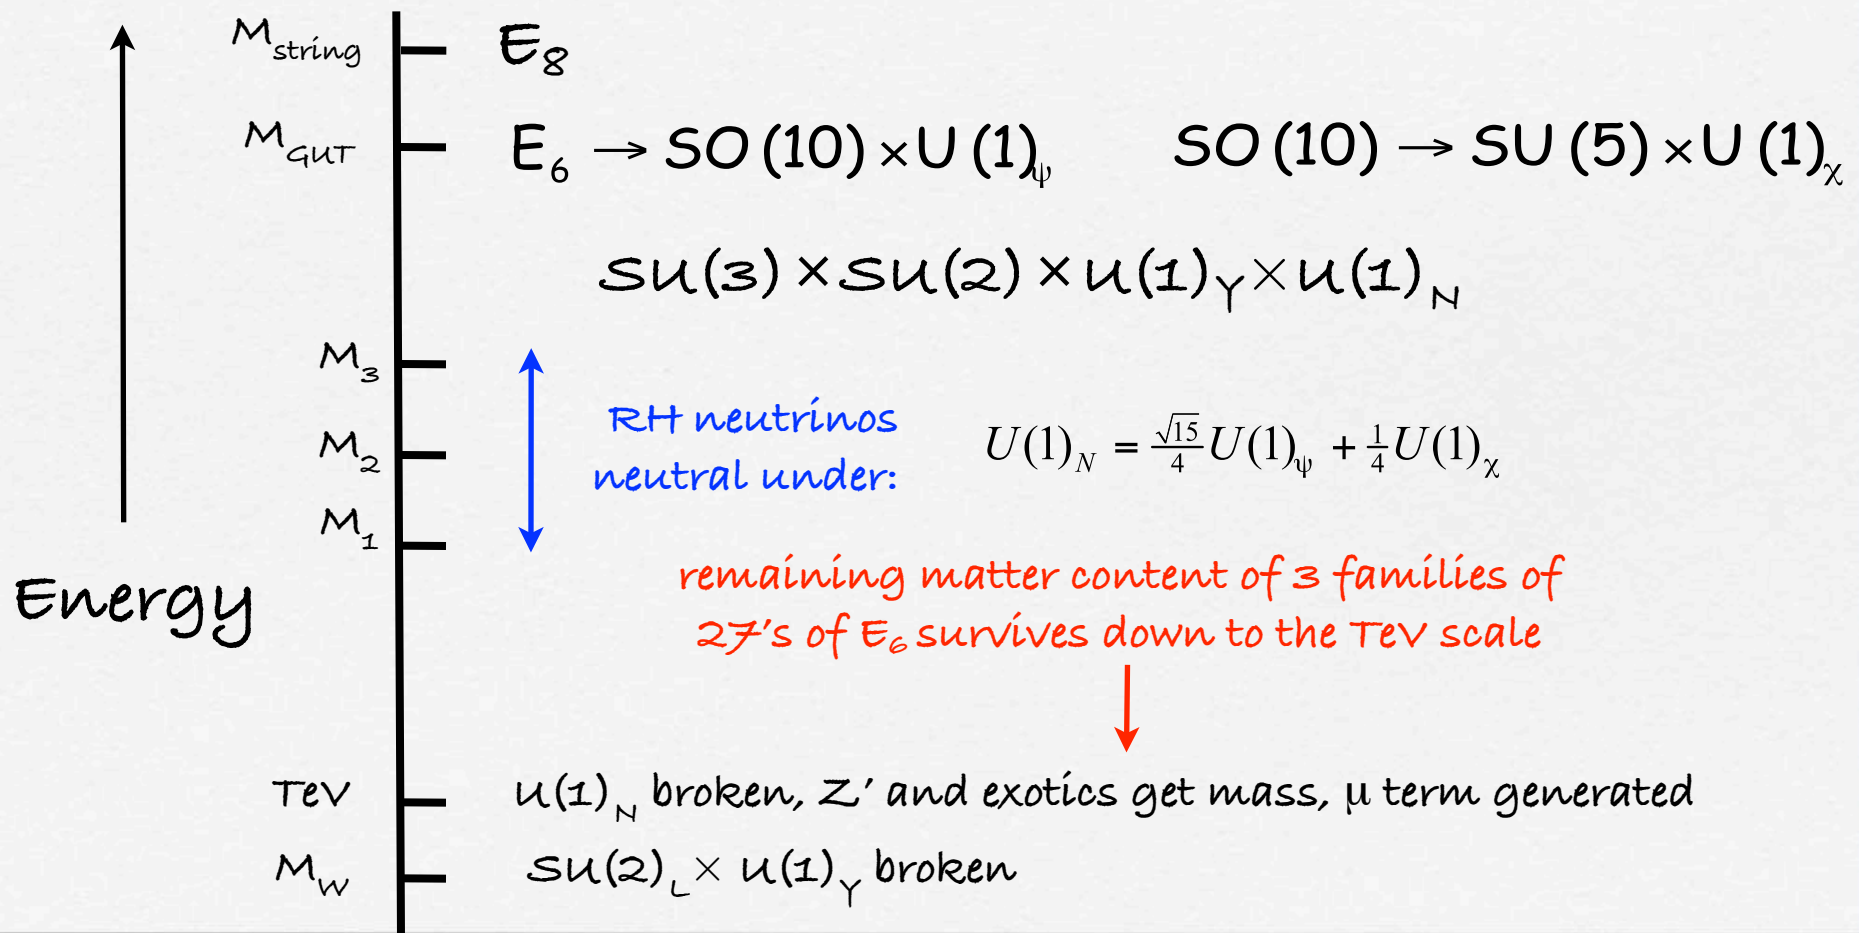 M_string E_8
M_GUT E_6 → SO(10)×U(1)_ψ SO(10) → SU(5)×U(1)_χ
SU(3)×SU(2)×U(1)_Y×U(1)_N
M_3
RH neutrinos
M_2 neutral under: U(1)_N = √15/4 U(1)_ψ + 1/4 U(1)_χ
M_1
remaining matter content of 3 families of
Energy
27's of E_6 survives down to the TeV scale
TeV U(1)_N broken, Z' and exotics get mass, μ term generated
M_W SU(2)_L × U(1)_Y broken